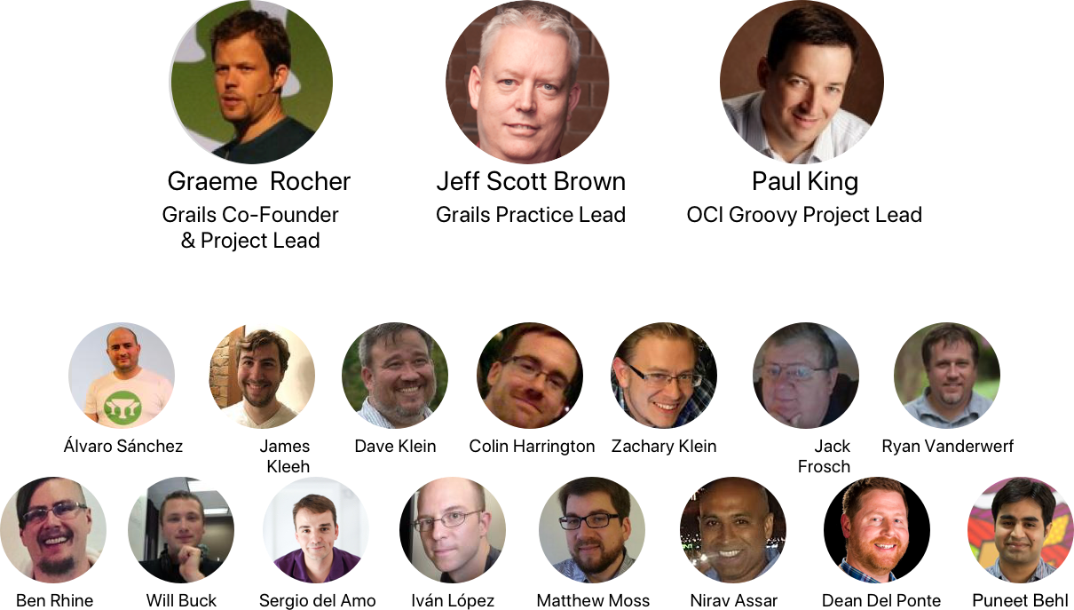 Graeme Rocher
Jeff Scott Brown
Paul King
Grails Co-Founder
& Project Lead
Grails Practice Lead
OCI Groovy Project Lead
Álvaro Sánchez
James
Kleeh
Dave Klein
Colin Harrington
Zachary Klein
Jack
Frosch
Ryan Vanderwerf
Ben Rhine
Will Buck
Sergio del Amo
Iván López
Matthew Moss
Nirav Assar
Dean Del Ponte
Puneet Behl